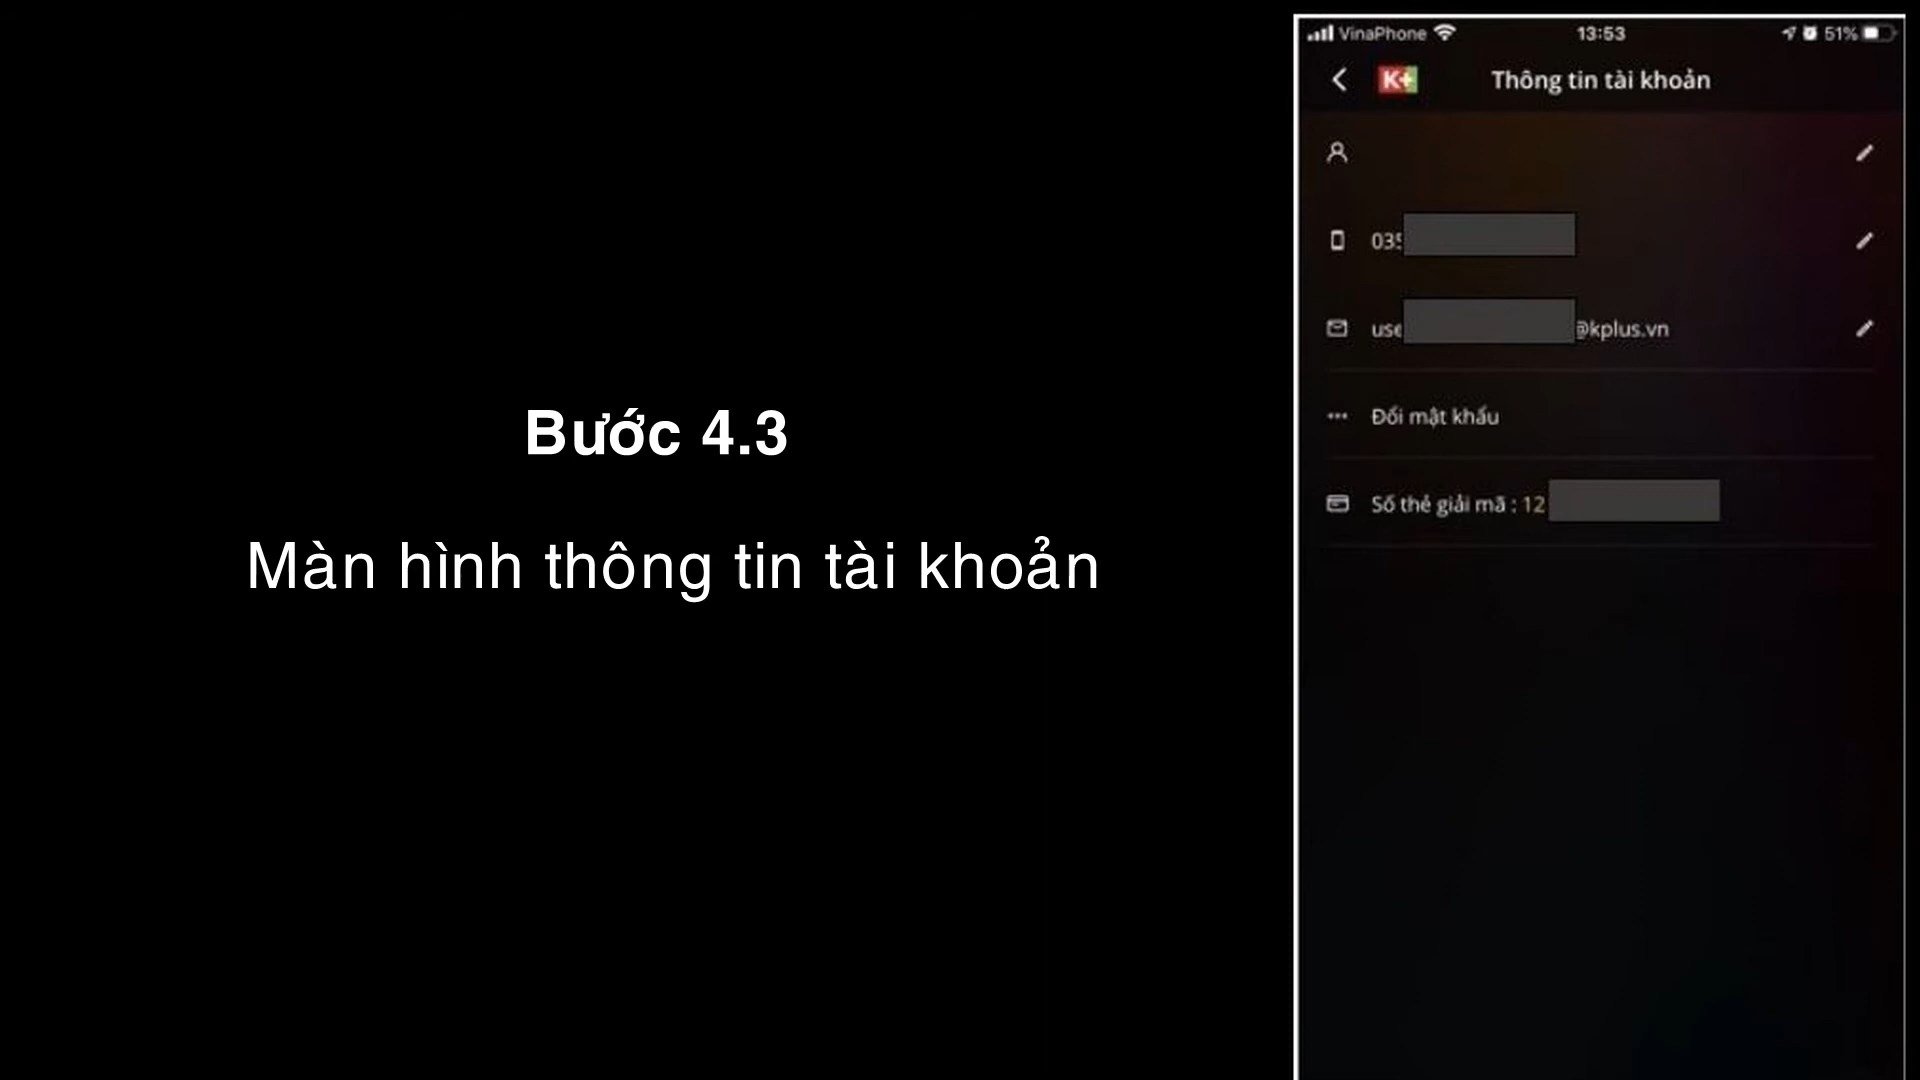 Bước 4.3
Màn hình thông tin tài khoản
VinaPhone 13:53 51%
K+ Thông tin tài khoản
035
use @kplus.vn
Đổi mật khẩu
Số thẻ giải mã : 12